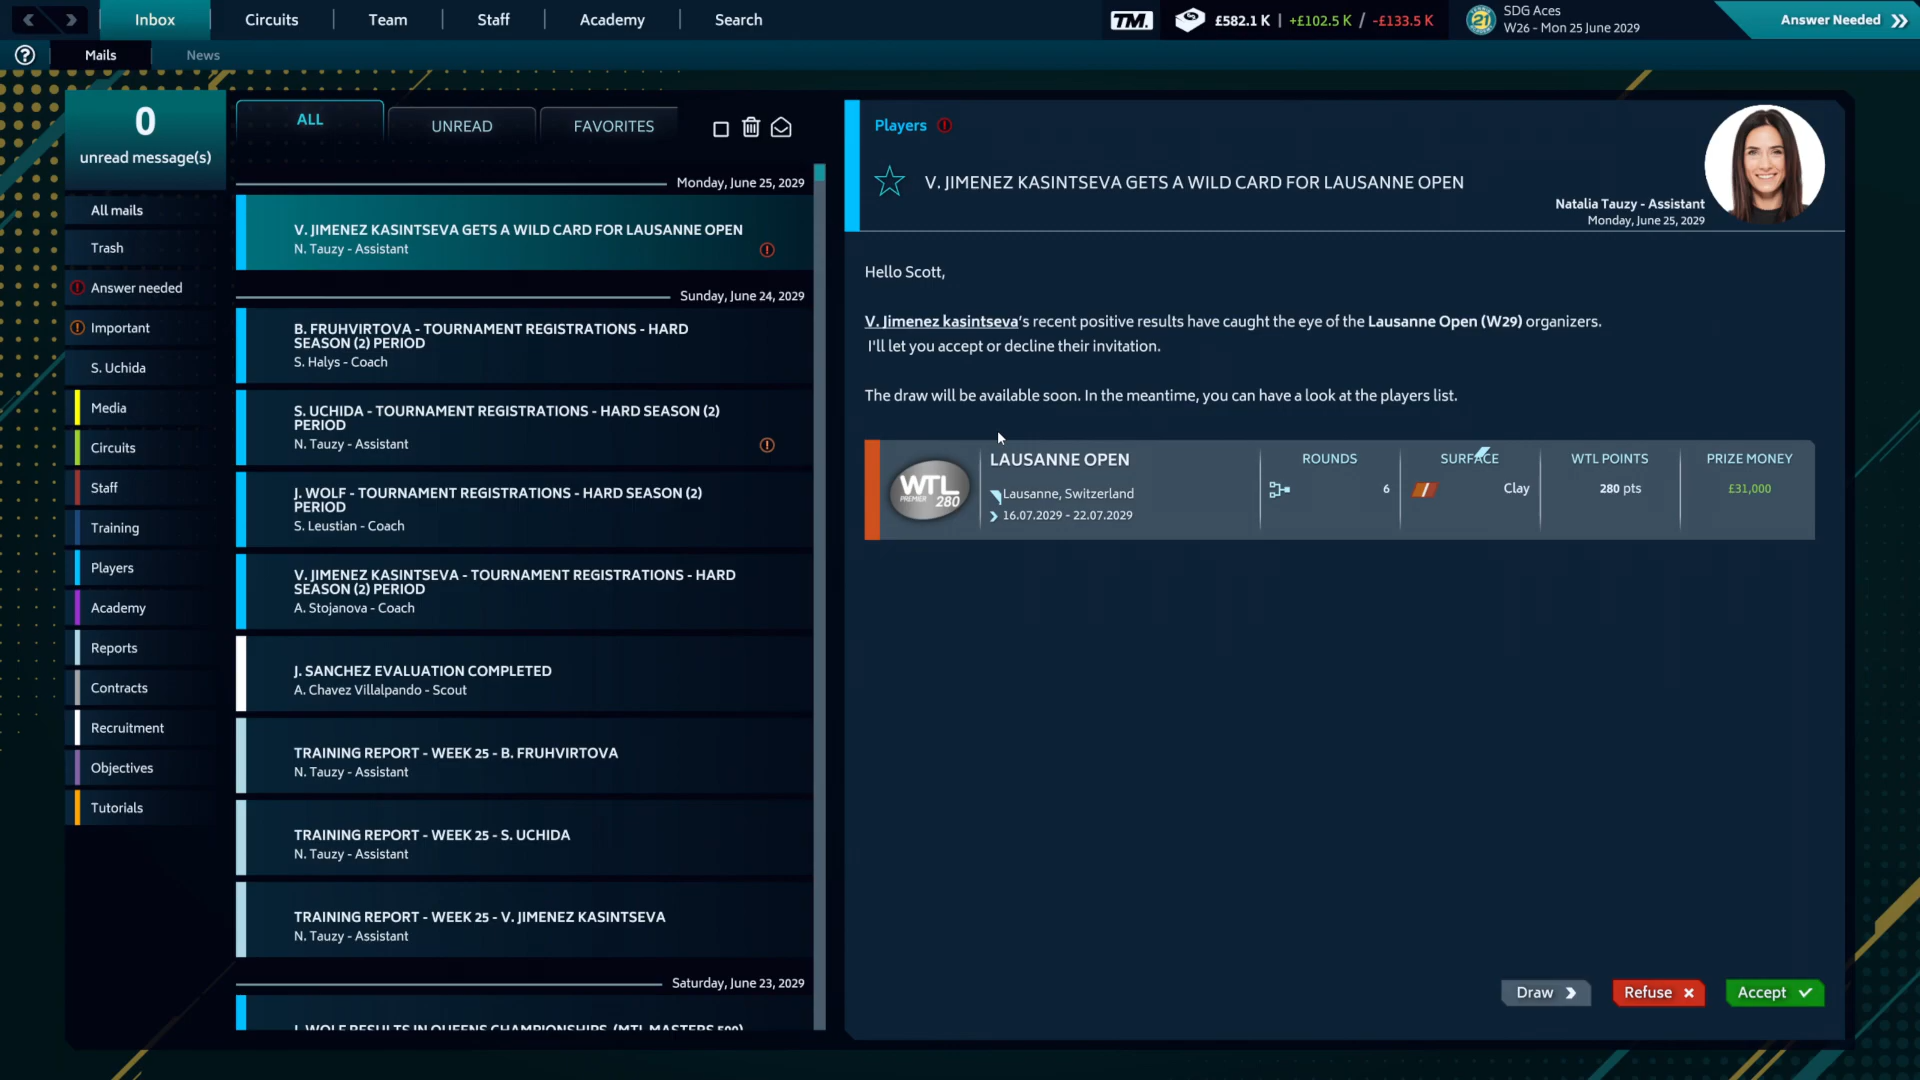 Inbox
Circuits
Team
Staff
Academy
Search
TM.
£582.1 K | +£102.5 K / -£133.5 K
21
SDG Aces
W26 - Mon 25 June 2029
Answer Needed
Mails
News
0
unread message(s)
All mails
Trash
Answer needed
Important
S. Uchida
Media
Circuits
Staff
Training
Players
Academy
Reports
Contracts
Recruitment
Objectives
Tutorials
ALL
UNREAD
FAVORITES
Monday, June 25, 2029
V. JIMENEZ KASINTSEVA GETS A WILD CARD FOR LAUSANNE OPEN
N. Tauzy - Assistant
Sunday, June 24, 2029
B. FRUHVIRTOVA - TOURNAMENT REGISTRATIONS - HARD
SEASON (2) PERIOD
S. Halys - Coach
S. UCHIDA - TOURNAMENT REGISTRATIONS - HARD SEASON (2)
PERIOD
N. Tauzy - Assistant
J. WOLF - TOURNAMENT REGISTRATIONS - HARD SEASON (2)
PERIOD
S. Leustian - Coach
V. JIMENEZ KASINTSEVA - TOURNAMENT REGISTRATIONS - HARD
SEASON (2) PERIOD
A. Stojanova - Coach
J. SANCHEZ EVALUATION COMPLETED
A. Chavez Villalpando - Scout
TRAINING REPORT - WEEK 25 - B. FRUHVIRTOVA
N. Tauzy - Assistant
TRAINING REPORT - WEEK 25 - S. UCHIDA
N. Tauzy - Assistant
TRAINING REPORT - WEEK 25 - V. JIMENEZ KASINTSEVA
N. Tauzy - Assistant
Saturday, June 23, 2029
J. WOLF RESULTS IN QUEENS CHAMPIONSHIPS (MTL MASTERS 500)
Players
V. JIMENEZ KASINTSEVA GETS A WILD CARD FOR LAUSANNE OPEN
Natalia Tauzy - Assistant
Monday, June 25, 2029
Hello Scott,
V. Jimenez kasintseva's recent positive results have caught the eye of the Lausanne Open (W29) organizers.
I'll let you accept or decline their invitation.
The draw will be available soon. In the meantime, you can have a look at the players list.
WTL
PREMIER 280
LAUSANNE OPEN
Lausanne, Switzerland
16.07.2029 - 22.07.2029
ROUNDS
6
SURFACE
Clay
WTL POINTS
280 pts
PRIZE MONEY
£31,000
Draw
Refuse
Accept